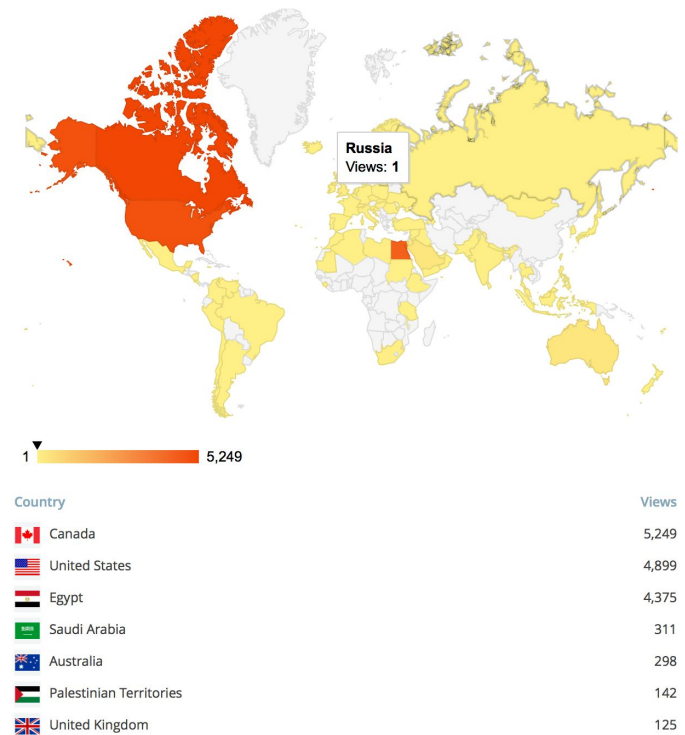 Russia
Views: 1
1 5,249
Country Views
Canada 5,249
United States 4,899
Egypt 4,375
Saudi Arabia 311
Australia 298
Palestinian Territories 142
United Kingdom 125